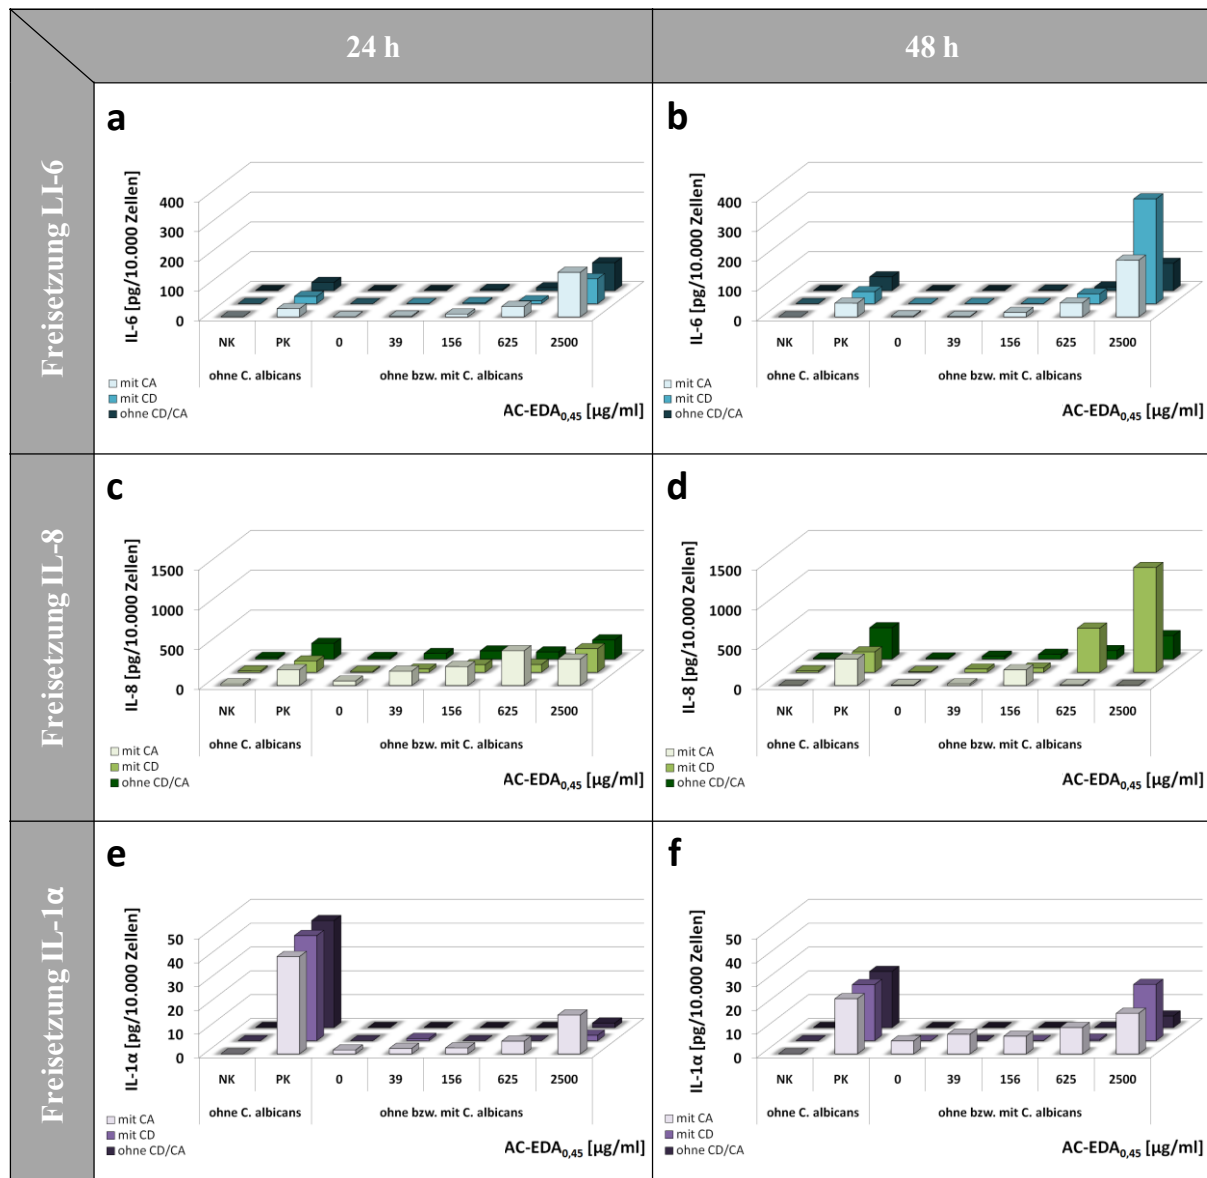 24 h
48 h
Freisetzung LI-6
a
IL-6 [pg/10.000 Zellen]
400
300
200
100
0
NK PK 0 39 156 625 2500
ohne C. albicans ohne bzw. mit C. albicans
mit CA
mit CD
ohne CD/CA
AC-EDA0,45 [µg/ml]
b
IL-6 [pg/10.000 Zellen]
400
300
200
100
0
NK PK 0 39 156 625 2500
ohne C. albicans ohne bzw. mit C. albicans
mit CA
mit CD
ohne CD/CA
AC-EDA0,45 [µg/ml]
Freisetzung IL-8
c
IL-8 [pg/10.000 Zellen]
1500
1000
500
0
NK PK 0 39 156 625 2500
ohne C. albicans ohne bzw. mit C. albicans
mit CA
mit CD
ohne CD/CA
AC-EDA0,45 [µg/ml]
d
IL-8 [pg/10.000 Zellen]
1500
1000
500
0
NK PK 0 39 156 625 2500
ohne C. albicans ohne bzw. mit C. albicans
mit CA
mit CD
ohne CD/CA
AC-EDA0,45 [µg/ml]
Freisetzung IL-1α
e
IL-1α [pg/10.000 Zellen]
50
40
30
20
10
0
NK PK 0 39 156 625 2500
ohne C. albicans ohne bzw. mit C. albicans
mit CA
mit CD
ohne CD/CA
AC-EDA0,45 [µg/ml]
f
IL-1α [pg/10.000 Zellen]
50
40
30
20
10
0
NK PK 0 39 156 625 2500
ohne C. albicans ohne bzw. mit C. albicans
mit CA
mit CD
ohne CD/CA
AC-EDA0,45 [µg/ml]